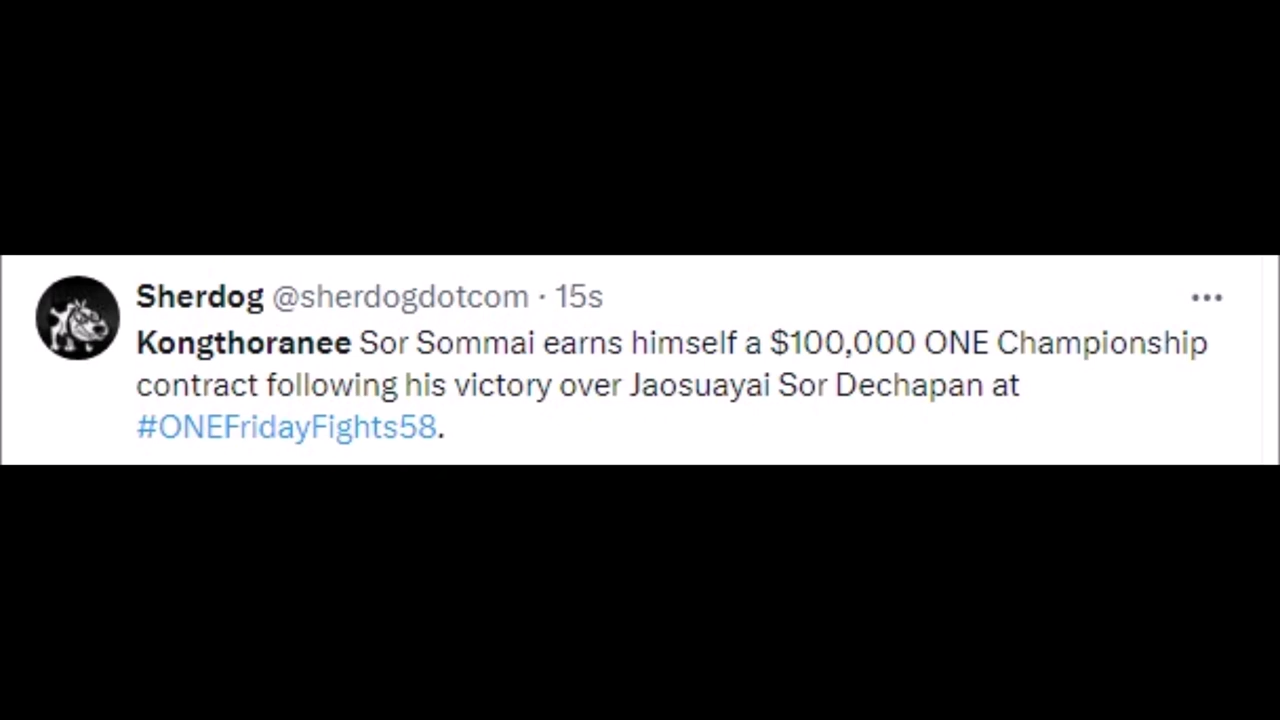 Sherdog @sherdogdotcom · 15s
Kongthoranee Sor Sommai earns himself a $100,000 ONE Championship
contract following his victory over Jaosuayai Sor Dechapan at
#ONEFridayFights58.